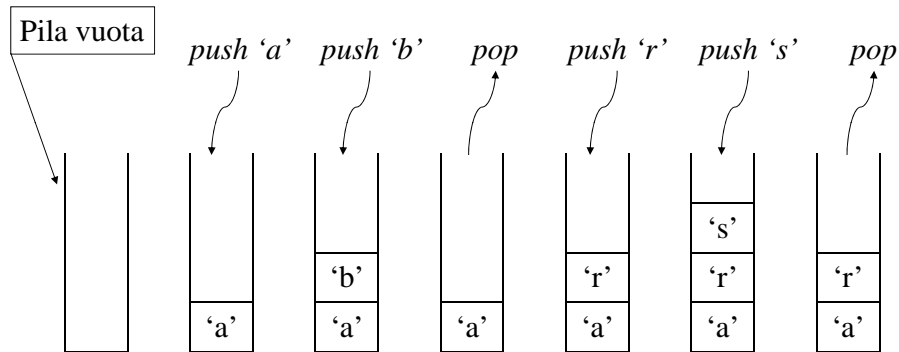 Pila vuota
push ‘a’ push ‘b’ pop push ‘r’ push ‘s’ pop
‘s’
‘b’ ‘r’ ‘r’ ‘r’
‘a’ ‘a’ ‘a’ ‘a’ ‘a’ ‘a’